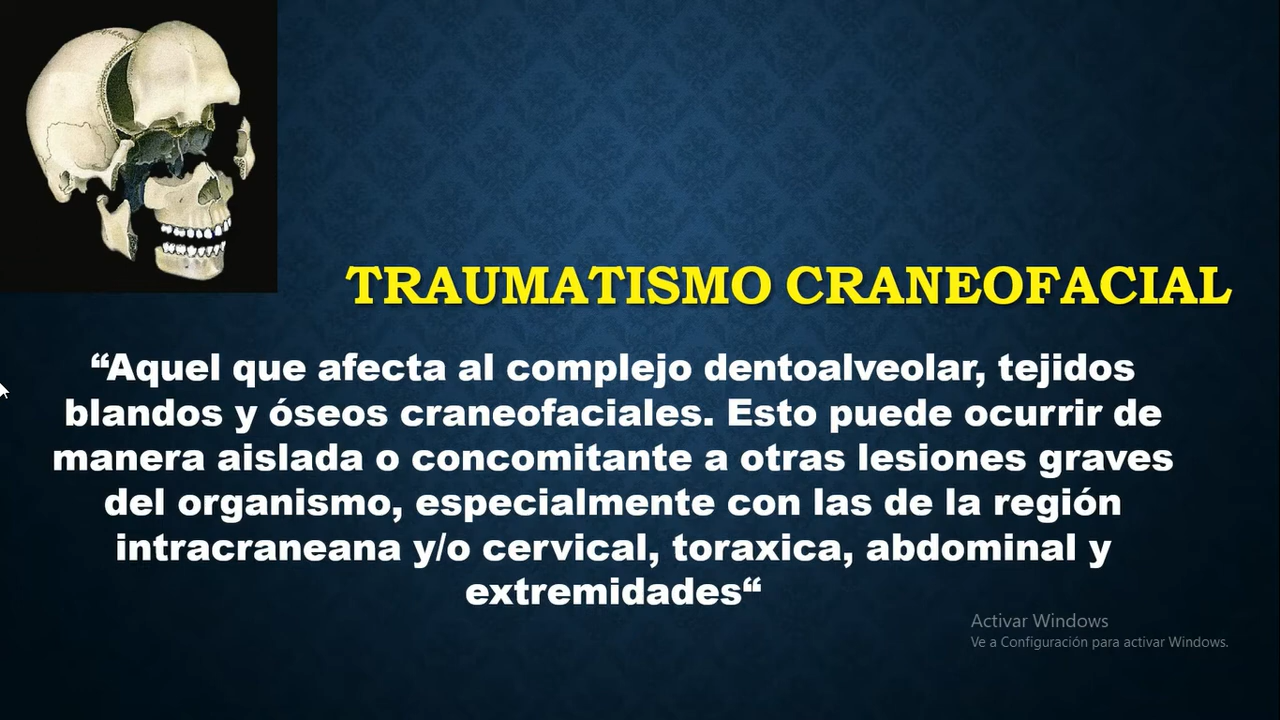 TRAUMATISMO CRANEOFACIAL
“Aquel que afecta al complejo dentoalveolar, tejidos
blandos y óseos craneofaciales. Esto puede ocurrir de
manera aislada o concomitante a otras lesiones graves
del organismo, especialmente con las de la región
intracraneana y/o cervical, toraxica, abdominal y
extremidades“
Activar Windows
Ve a Configuración para activar Windows.